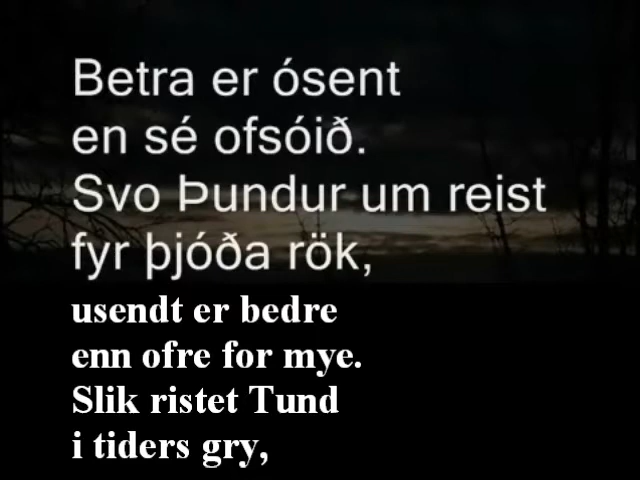 Betra er ósent
en sé ofsóið.
Svo Þundur um reist
fyr þjóða rök,
usendt er bedre
enn ofre for mye.
Slik ristet Tund
i tiders gry,